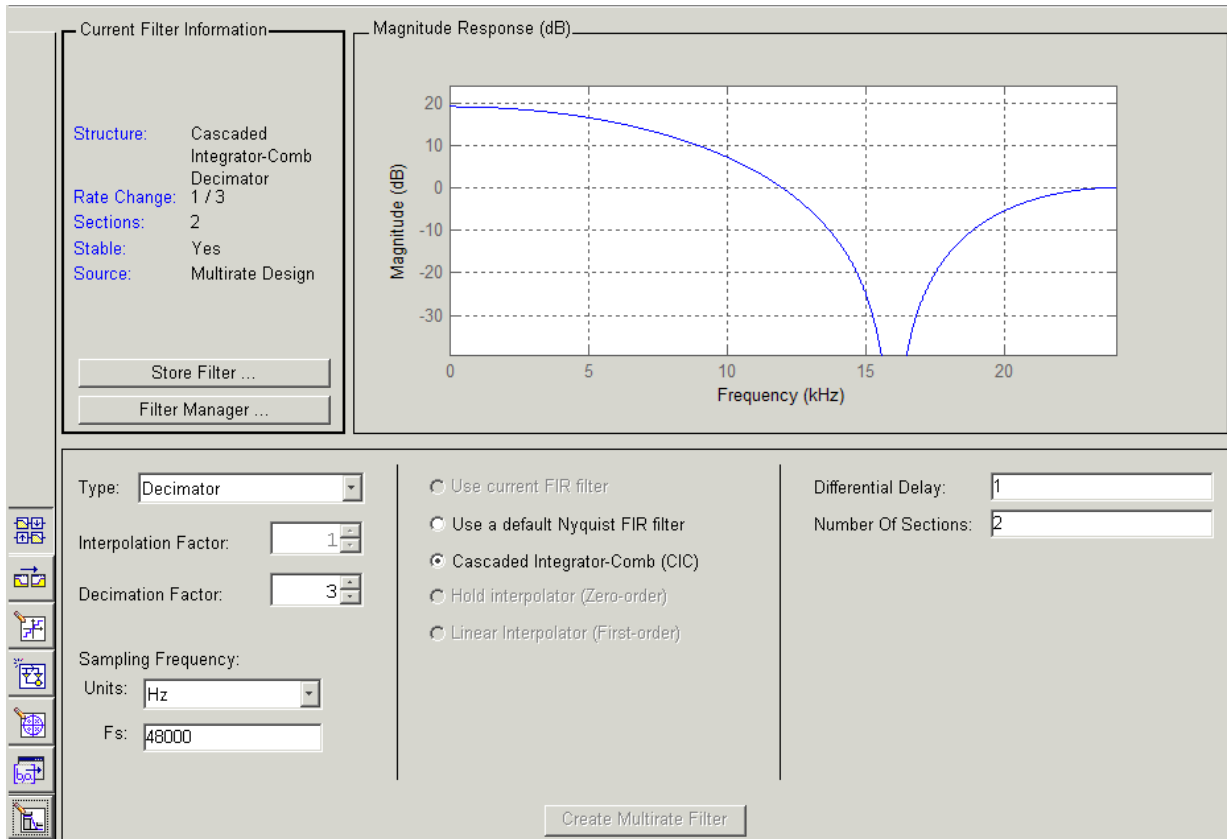 Current Filter Information
Structure: Cascaded
Integrator-Comb
Decimator
Rate Change: 1 / 3
Sections: 2
Stable: Yes
Source: Multirate Design
Store Filter ...
Filter Manager ...
Magnitude Response (dB)
20
10
0
-10
-20
-30
Magnitude (dB)
0 5 10 15 20
Frequency (kHz)
Type: Decimator
Interpolation Factor: 1
Decimation Factor: 3
Sampling Frequency:
Units: Hz
Fs: 48000
Use current FIR filter
Use a default Nyquist FIR filter
Cascaded Integrator-Comb (CIC)
Hold interpolator (Zero-order)
Linear Interpolator (First-order)
Differential Delay: 1
Number Of Sections: 2
Create Multirate Filter
[b,a]